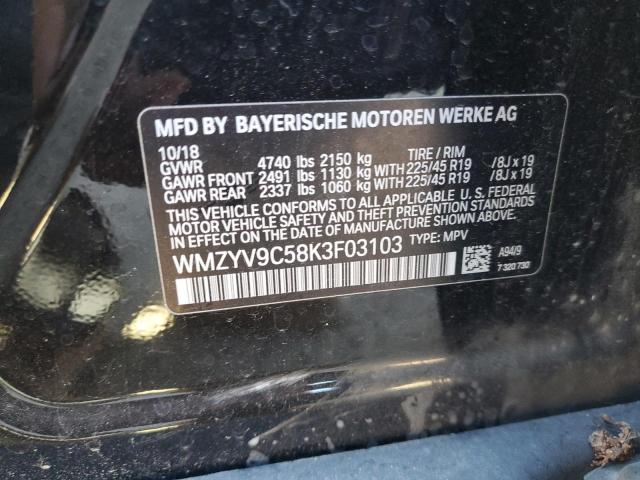 MFD BY BAYERISCHE MOTOREN WERKE AG
10/18 TIRE / RIM
GVWR 4740 lbs 2150 kg
GAWR FRONT 2491 lbs 1130 kg WITH 225/45 R19 /8J x 19
GAWR REAR 2337 lbs 1060 kg WITH 225/45 R19 /8J x 19
THIS VEHICLE CONFORMS TO ALL APPLICABLE U. S. FEDERAL
MOTOR VEHICLE SAFETY AND THEFT PREVENTION STANDARDS
IN EFFECT ON THE DATE OF MANUFACTURE SHOWN ABOVE.
WMZYV9C58K3F03103 TYPE: MPV
A94/9
7 320 730